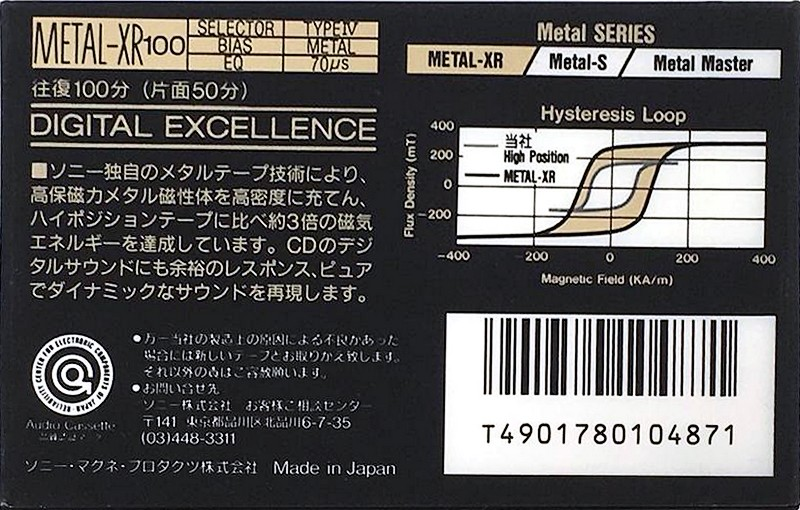 METAL-XR100
SELECTOR TYPEⅣ
BIAS METAL
EQ 70μs
往復100分（片面50分）
DIGITAL EXCELLENCE
■ソニー独自のメタルテープ技術により、
高保磁力メタル磁性体を高密度に充てん、
ハイポジションテープに比べ約3倍の磁気
エネルギーを達成しています。CDのデジ
タルサウンドにも余裕のレスポンス、ピュア
でダイナミックなサウンドを再現します。
RELIABILITY CENTER FOR ELECTRONIC COMPONENTS OF JAPAN
Audio Cassette
●万一当社の製造上の原因による不良があった
場合には新しいテープとお取りかえ致します。
それ以外の責はご容赦願います。
●お問い合せ先
ソニー株式会社 お客様ご相談センター
〒141 東京都品川区北品川6-7-35
(03)448-3311
ソニー・マグネ・プロダクツ株式会社 Made in Japan
Metal SERIES
METAL-XR Metal-S Metal Master
Hysteresis Loop
Flux Density (mT)
400
200
0
-200
当社
High Position
METAL-XR
-400 -200 0 200 400
Magnetic Field (KA/m)
T4901780104871